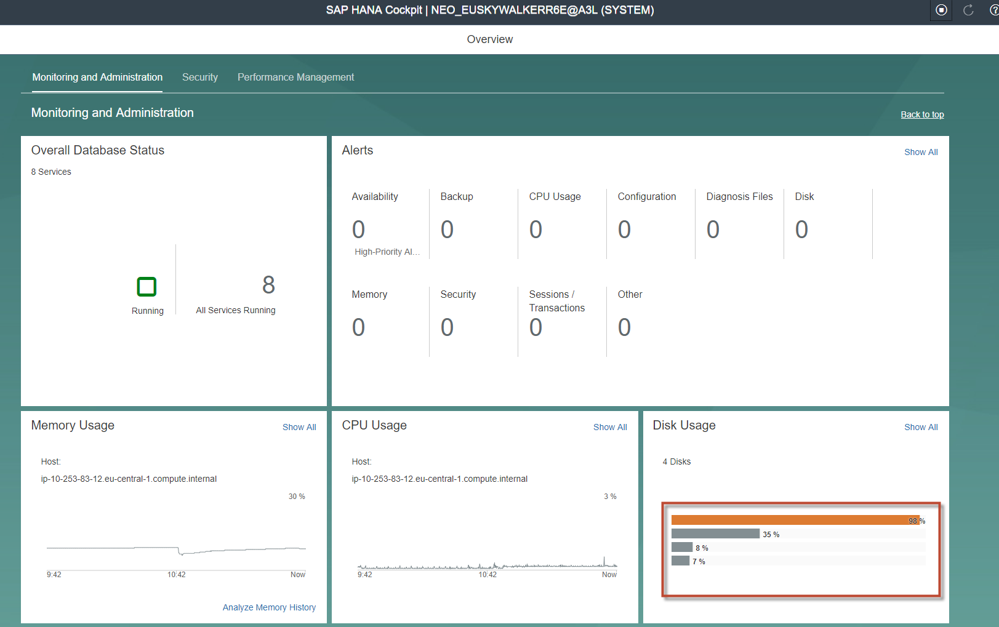 SAP HANA Cockpit | NEO_EUSKYWALKERR6E@A3L (SYSTEM)
Overview
Monitoring and Administration Security Performance Management
Monitoring and Administration
Back to top
Overall Database Status
8 Services
Running
8
All Services Running
Alerts
Show All
Availability
0
High-Priority Al...
Backup
0
CPU Usage
0
Configuration
0
Diagnosis Files
0
Disk
0
Memory
0
Security
0
Sessions /
Transactions
0
Other
0
Memory Usage
Show All
Host:
ip-10-253-83-12.eu-central-1.compute.internal
30 %
9:42 10:42 Now
Analyze Memory History
CPU Usage
Show All
Host:
ip-10-253-83-12.eu-central-1.compute.internal
3 %
9:42 10:42 Now
Disk Usage
Show All
4 Disks
98 %
35 %
8 %
7 %